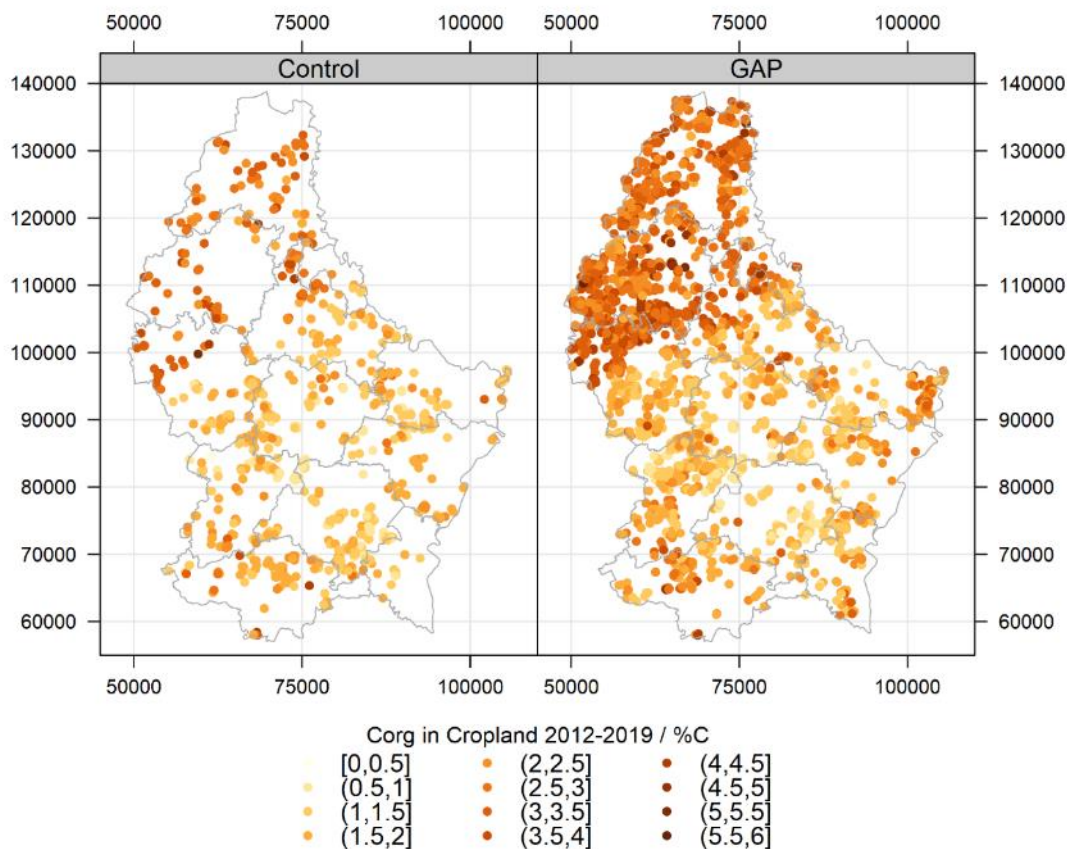 50000 75000 100000 50000 75000 100000
Control GAP
140000 140000
130000 130000
120000 120000
110000 110000
100000 100000
90000 90000
80000 80000
70000 70000
60000 60000
50000 75000 100000 50000 75000 100000
Corg in Cropland 2012-2019 / %C
[0,0.5] (2,2.5] (4,4.5]
(0.5,1] (2.5,3] (4.5,5]
(1,1.5] (3,3.5] (5,5.5]
(1.5,2] (3.5,4] (5.5,6]